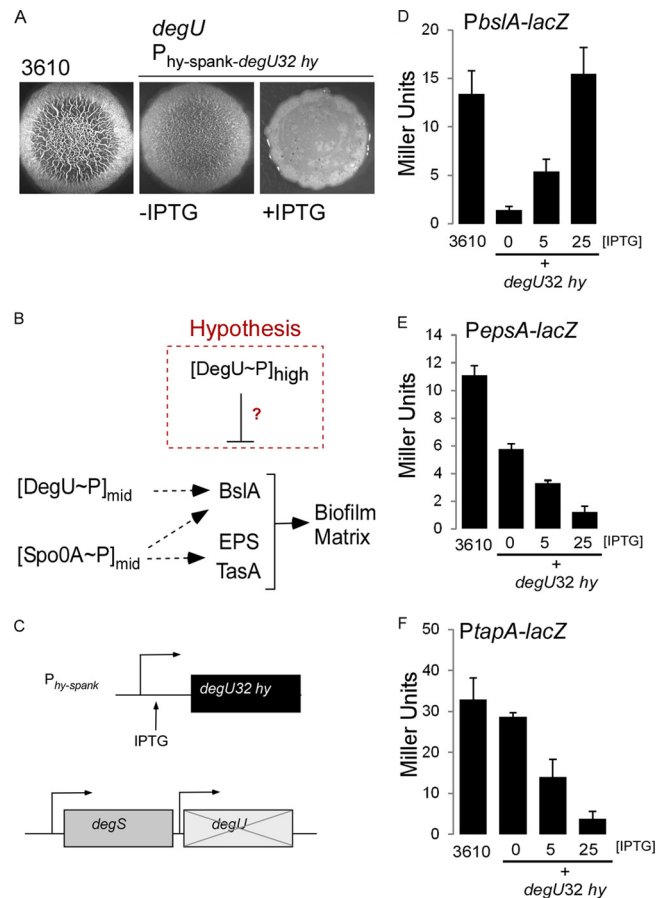 A
degU
P hy-spank-degU32 hy
3610
-IPTG +IPTG
B
Hypothesis
[DegU~P]high
?
[DegU~P]mid
BslA
[Spo0A~P]mid
EPS
TasA
Biofilm
Matrix
C
P hy-spank
degU32 hy
IPTG
degS degU
D PbslA-lacZ
Miller Units
20
15
10
5
0
3610 0 5 25 [IPTG]
+
degU32 hy
E PepsA-lacZ
Miller Units
14
12
10
8
6
4
2
0
3610 0 5 25 [IPTG]
+
degU32 hy
F PtapA-lacZ
Miller Units
50
40
30
20
10
0
3610 0 5 25 [IPTG]
+
degU32 hy